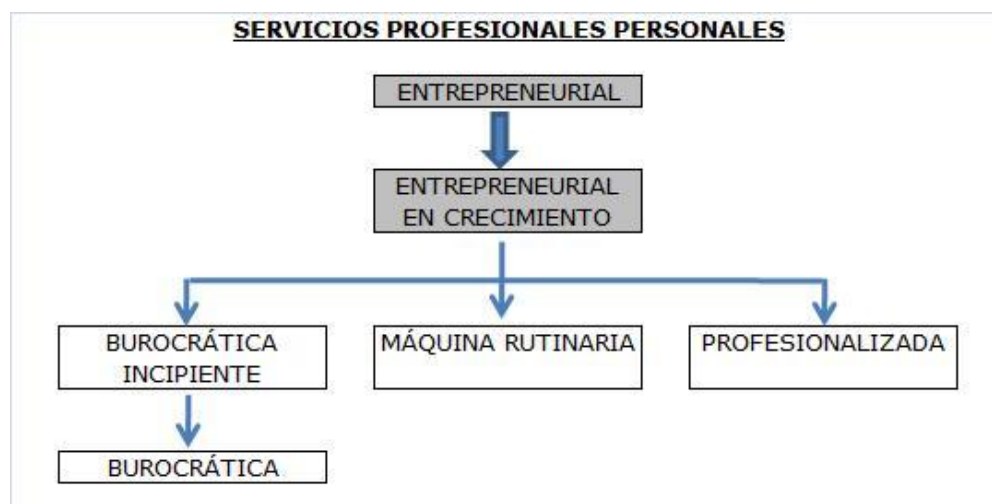 SERVICIOS PROFESIONALES PERSONALES
ENTREPRENEURIAL
ENTREPRENEURIAL
EN CRECIMIENTO
BUROCRÁTICA
INCIPIENTE
MÁQUINA RUTINARIA
PROFESIONALIZADA
BUROCRÁTICA